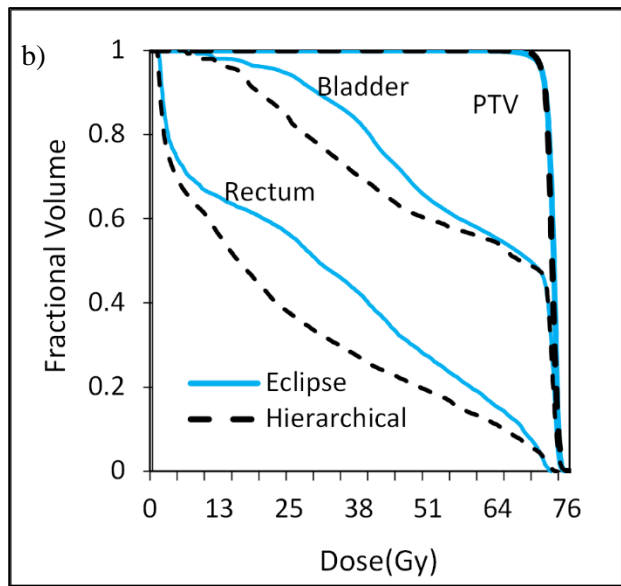 b)
1
0.8
0.6
0.4
0.2
0
Fractional Volume
Bladder
PTV
Rectum
Eclipse
Hierarchical
0 13 25 38 51 64 76
Dose(Gy)